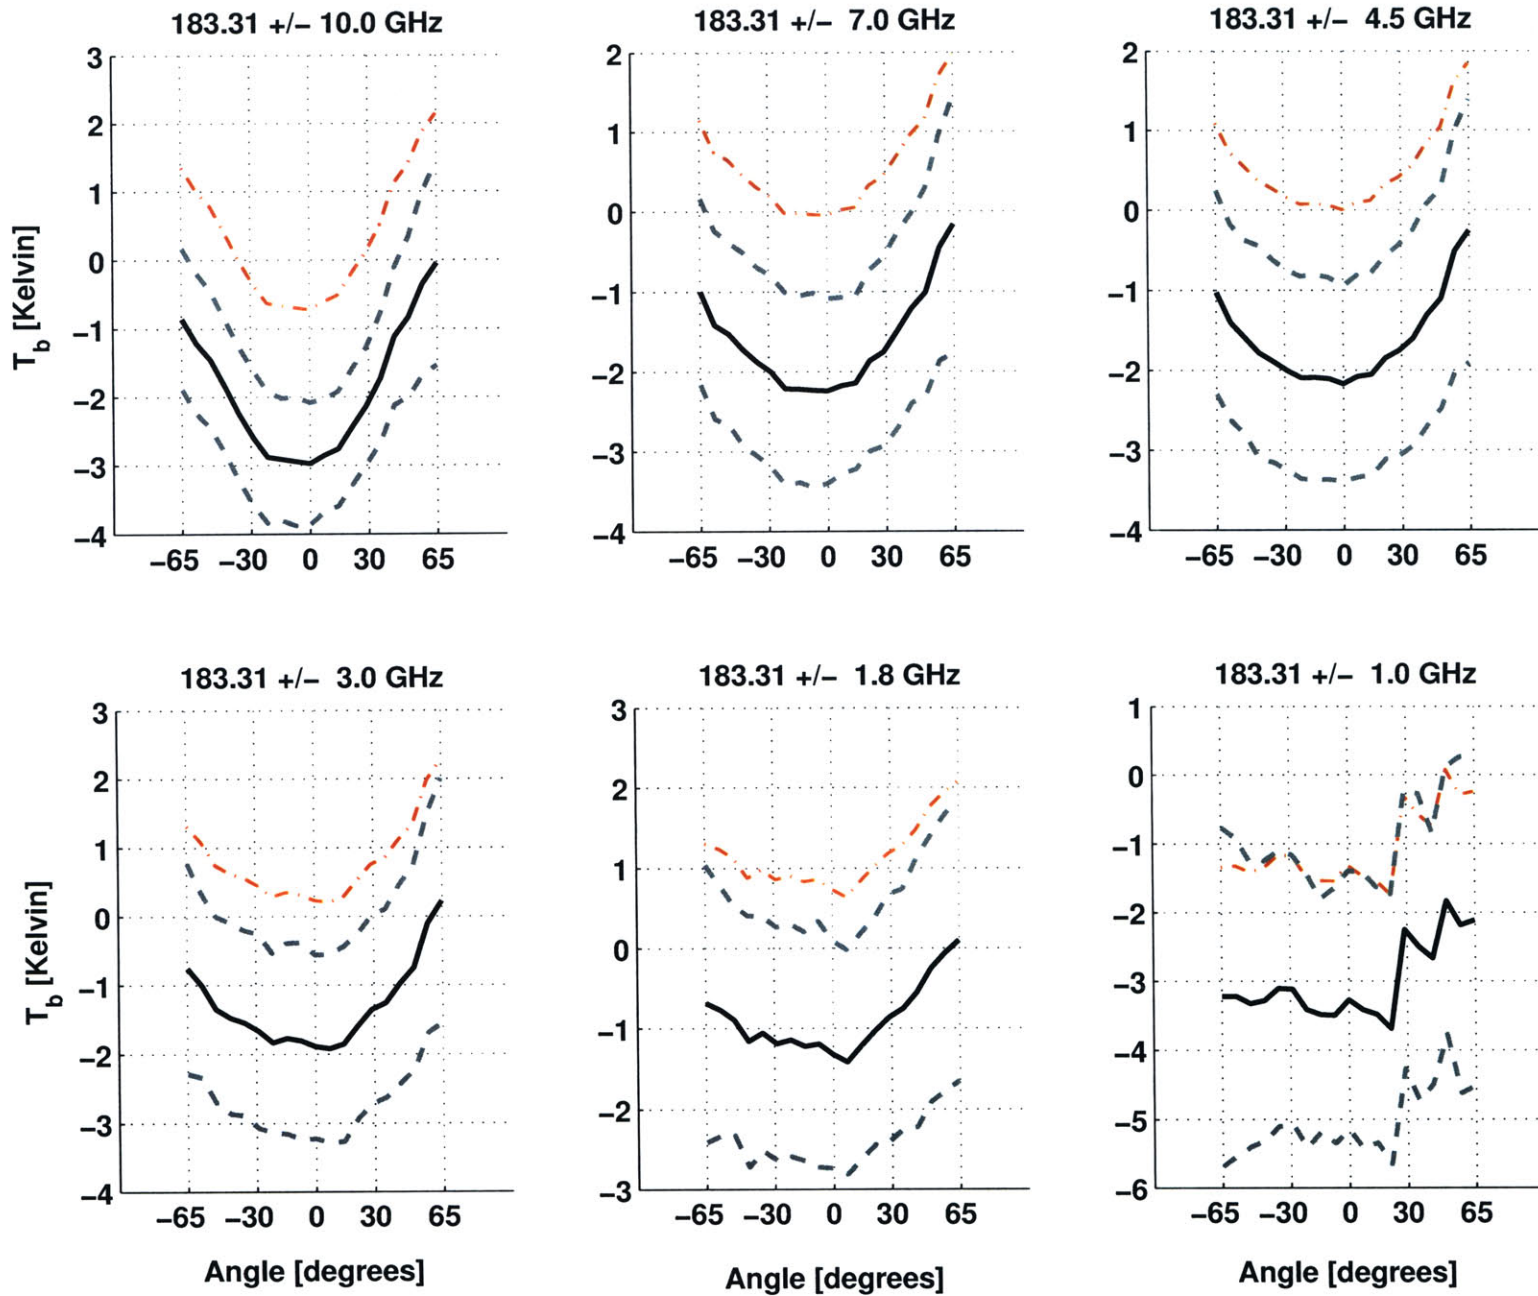 183.31 +/− 10.0 GHz
183.31 +/− 7.0 GHz
183.31 +/− 4.5 GHz
T_b [Kelvin]
3
2
1
0
−1
−2
−3
−4
−65 −30 0 30 65
2
1
0
−1
−2
−3
−4
−65 −30 0 30 65
2
1
0
−1
−2
−3
−4
−65 −30 0 30 65
183.31 +/− 3.0 GHz
183.31 +/− 1.8 GHz
183.31 +/− 1.0 GHz
T_b [Kelvin]
3
2
1
0
−1
−2
−3
−4
−65 −30 0 30 65
Angle [degrees]
3
2
1
0
−1
−2
−3
−65 −30 0 30 65
Angle [degrees]
1
0
−1
−2
−3
−4
−5
−6
−65 −30 0 30 65
Angle [degrees]